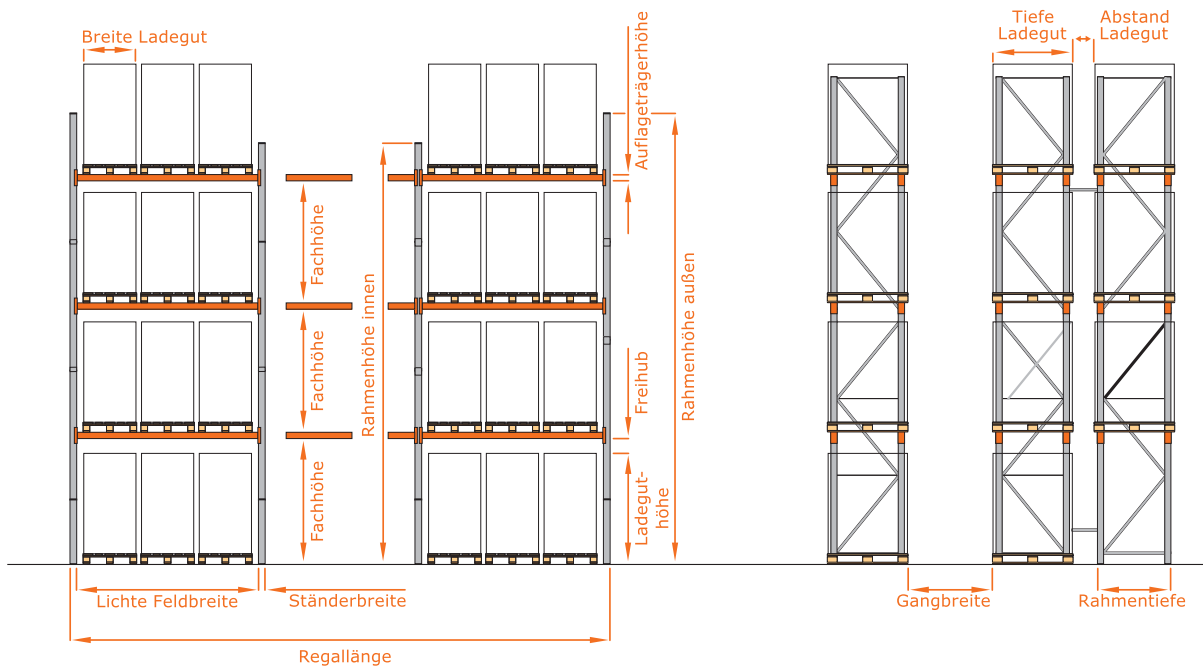 Breite Ladegut
Auflageträgerhöhe
Tiefe
Ladegut
Abstand
Ladegut
Fachhöhe
Fachhöhe
Fachhöhe
Rahmenhöhe innen
Freihub
Ladegut-
höhe
Rahmenhöhe außen
Lichte Feldbreite
Ständerbreite
Gangbreite
Rahmentiefe
Regallänge